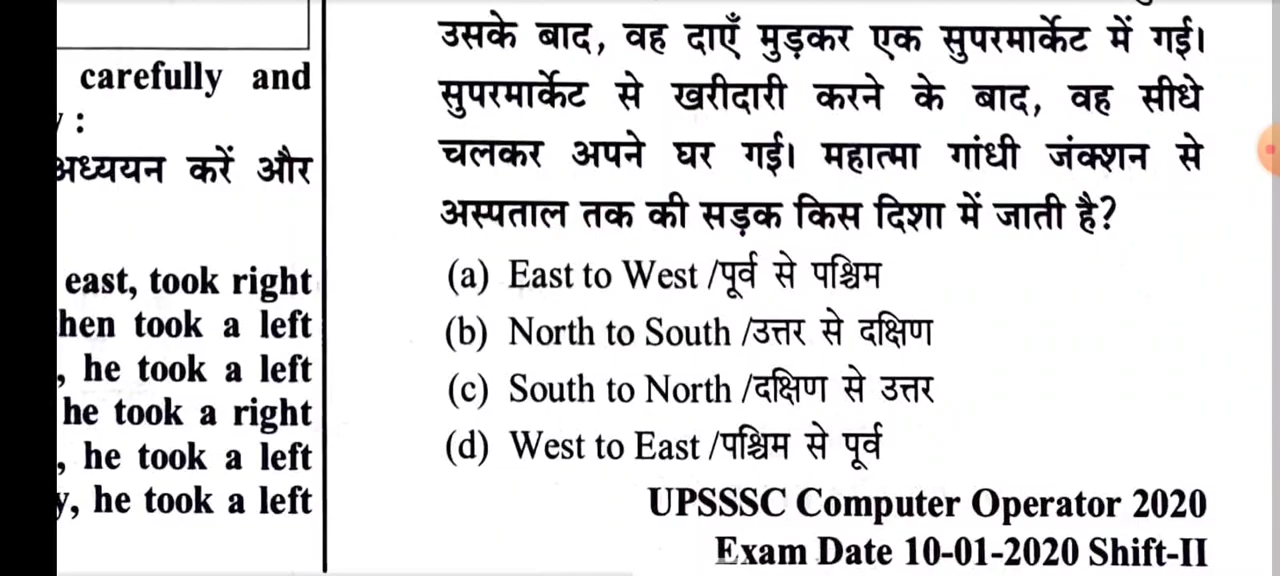 carefully and
:
अध्ययन करें और
east, took right
hen took a left
, he took a left
he took a right
, he took a left
y, he took a left
उसके बाद, वह दाएँ मुड़कर एक सुपरमार्केट में गई।
सुपरमार्केट से खरीदारी करने के बाद, वह सीधे
चलकर अपने घर गई। महात्मा गांधी जंक्शन से
अस्पताल तक की सड़क किस दिशा में जाती है?
(a) East to West /पूर्व से पश्चिम
(b) North to South /उत्तर से दक्षिण
(c) South to North /दक्षिण से उत्तर
(d) West to East /पश्चिम से पूर्व
UPSSSC Computer Operator 2020
Exam Date 10-01-2020 Shift-II